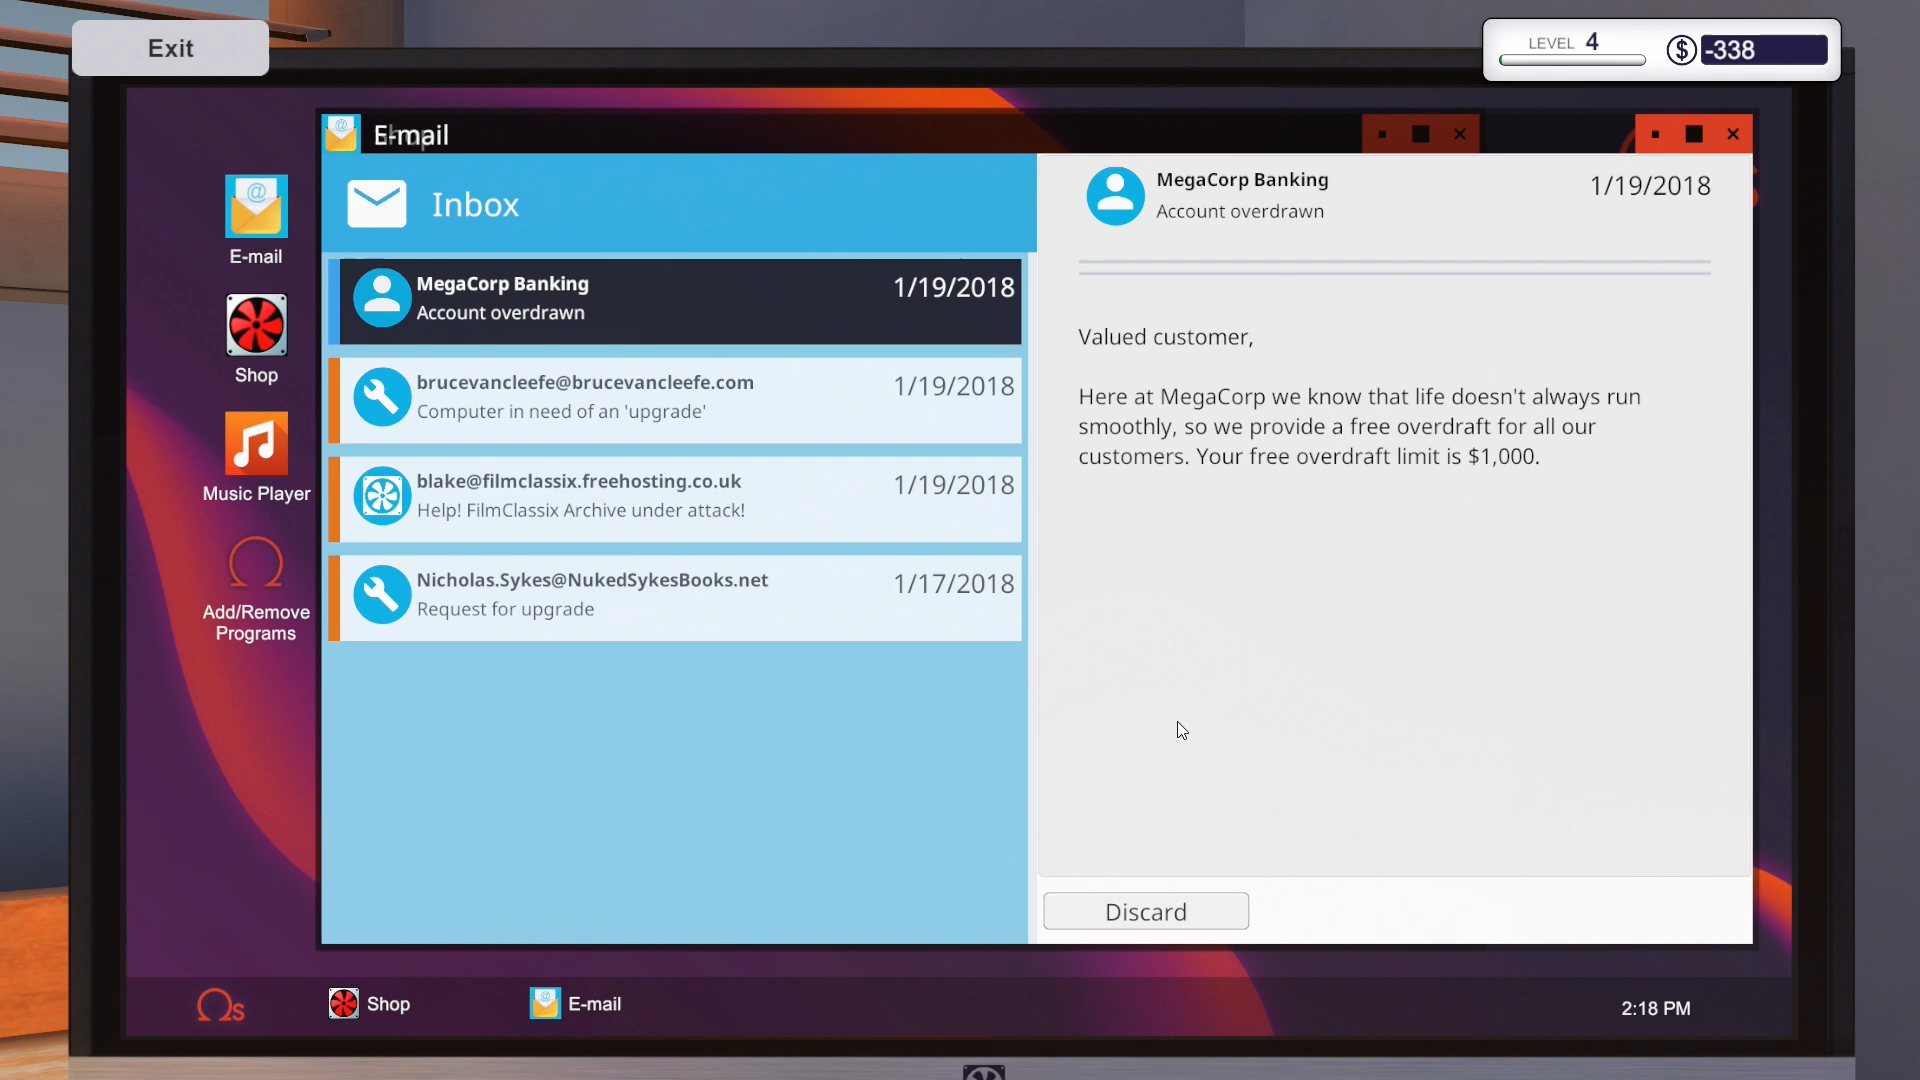 Exit
LEVEL 4
$ -338
E-mail
Inbox
MegaCorp Banking
1/19/2018
Account overdrawn
brucevancleefe@brucevancleefe.com
1/19/2018
Computer in need of an 'upgrade'
blake@filmclassix.freehosting.co.uk
1/19/2018
Help! FilmClassix Archive under attack!
Nicholas.Sykes@NukedSykesBooks.net
1/17/2018
Request for upgrade
MegaCorp Banking
1/19/2018
Account overdrawn
Valued customer,
Here at MegaCorp we know that life doesn't always run
smoothly, so we provide a free overdraft for all our
customers. Your free overdraft limit is $1,000.
Discard
E-mail
Shop
Music Player
Add/Remove
Programs
Ωs
Shop
E-mail
2:18 PM